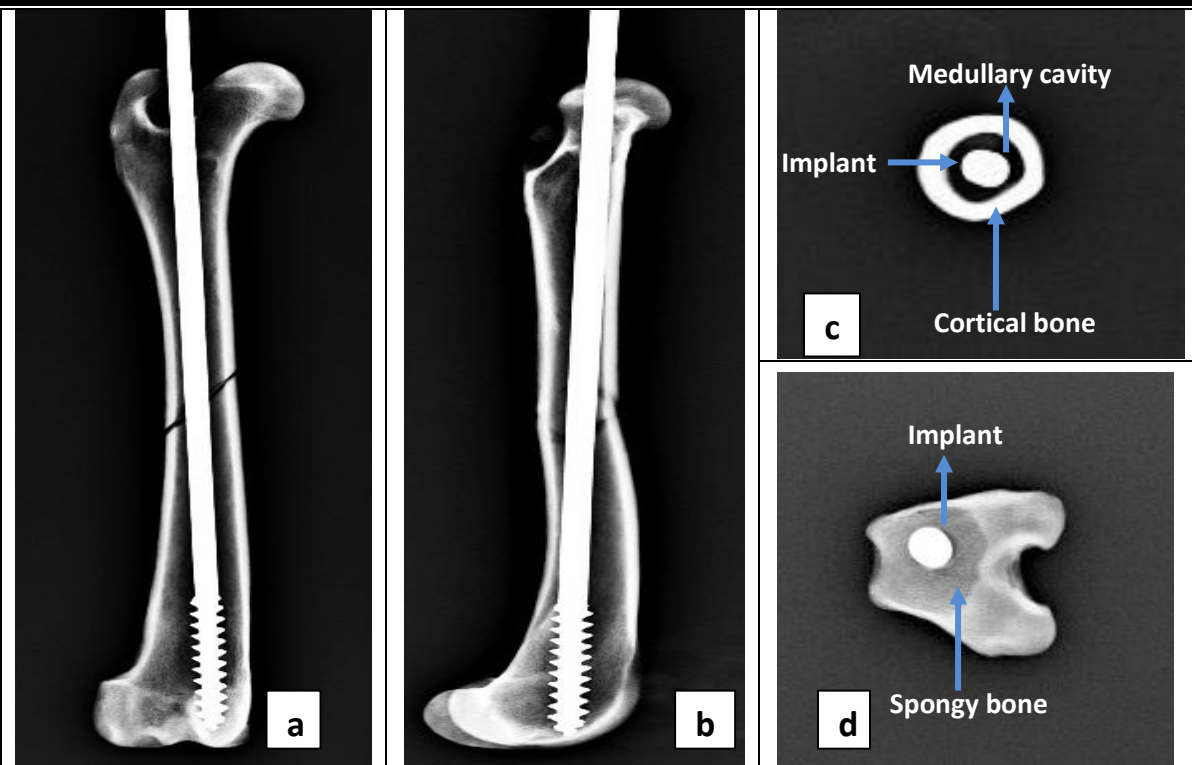 a
b
Medullary cavity
Implant
Cortical bone
c
Implant
Spongy bone
d